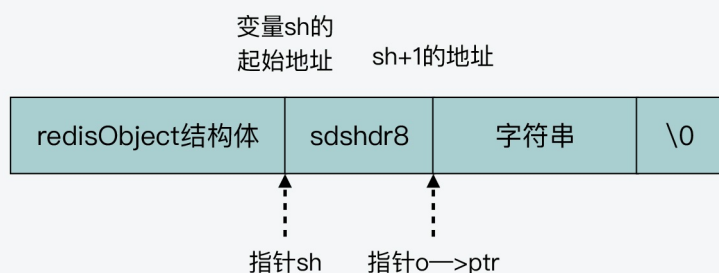 变量sh的
起始地址
sh+1的地址
redisObject结构体
sdshdr8
字符串
\0
指针sh
指针o—>ptr